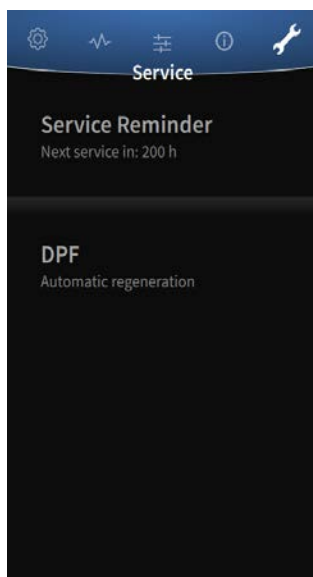 Service
Service Reminder
Next service in: 200 h
DPF
Automatic regeneration